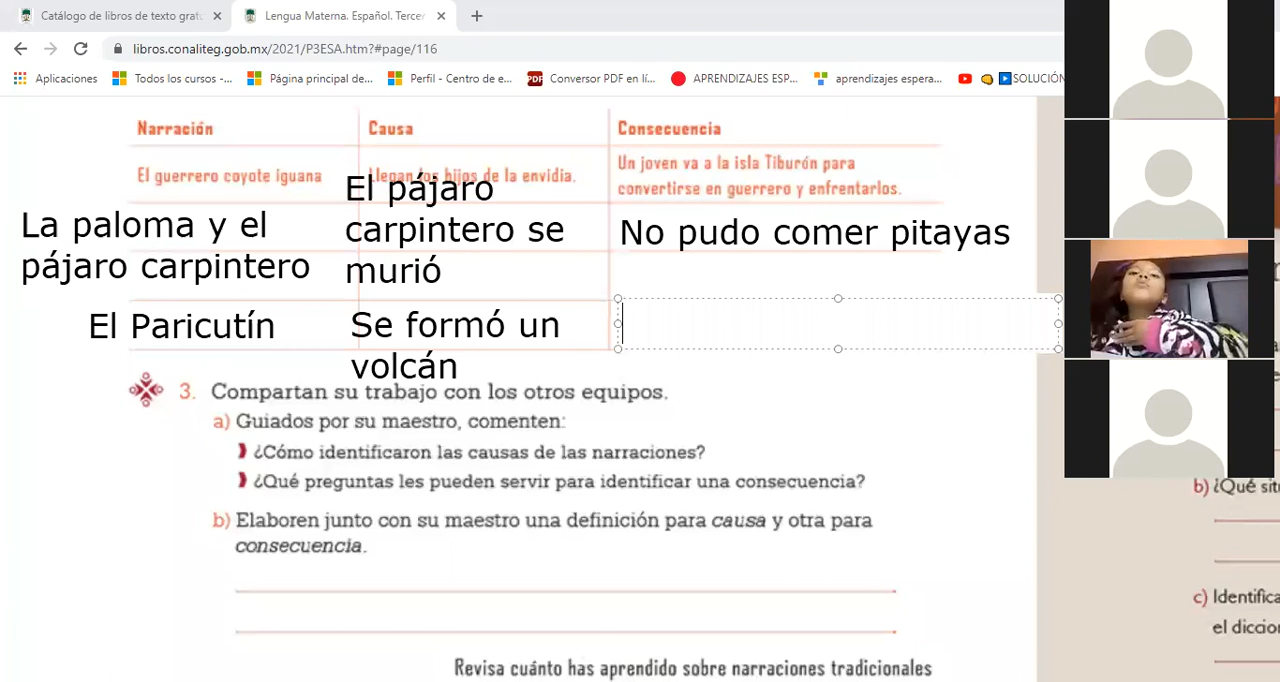 Catálogo de libros de texto grat
Lengua Materna. Español. Tercer
libros.conaliteg.gob.mx/2021/P3ESA.htm?#page/116
Aplicaciones
Todos los cursos -...
Página principal de...
Perfil - Centro de e...
PDF
Conversor PDF en lí...
APRENDIZAJES ESP...
aprendizajes espera...
SOLUCIÓN
Narración
Causa
Consecuencia
El guerrero coyote iguana
Llegan los hijos de la envidia.
Un joven va a la isla Tiburón para
convertirse en guerrero y enfrentarlos.
La paloma y el
pájaro carpintero
El pájaro
carpintero se
murió
No pudo comer pitayas
El Paricutín
Se formó un
volcán
3. Compartan su trabajo con los otros equipos.
a) Guiados por su maestro, comenten:
¿Cómo identificaron las causas de las narraciones?
¿Qué preguntas les pueden servir para identificar una consecuencia?
b) Elaboren junto con su maestro una definición para causa y otra para
consecuencia.
Revisa cuánto has aprendido sobre narraciones tradicionales
b) ¿Qué situ
c) Identifica
el diccion